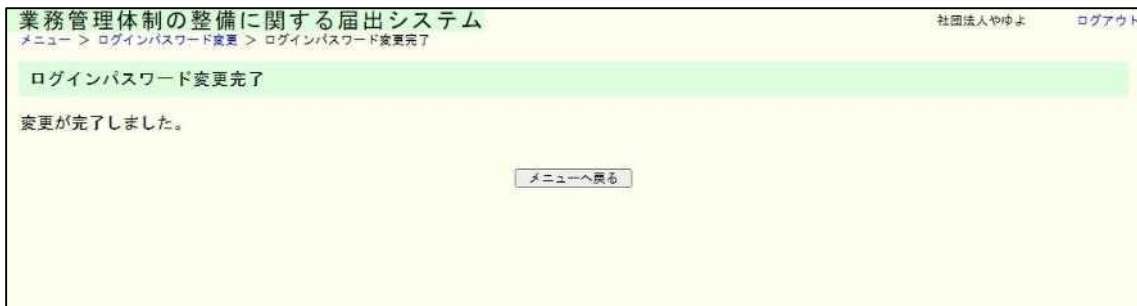 業務管理体制の整備に関する届出システム 社団法人やゆよ ログアウト
メニュー > ログインパスワード変更 > ログインパスワード変更完了
ログインパスワード変更完了
変更が完了しました。
メニューへ戻る